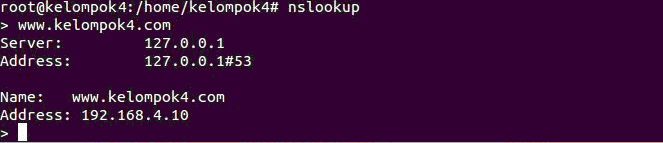 root@kelompok4:/home/kelompok4# nslookup
> www.kelompok4.com
Server:         127.0.0.1
Address:        127.0.0.1#53

Name:   www.kelompok4.com
Address: 192.168.4.10
>